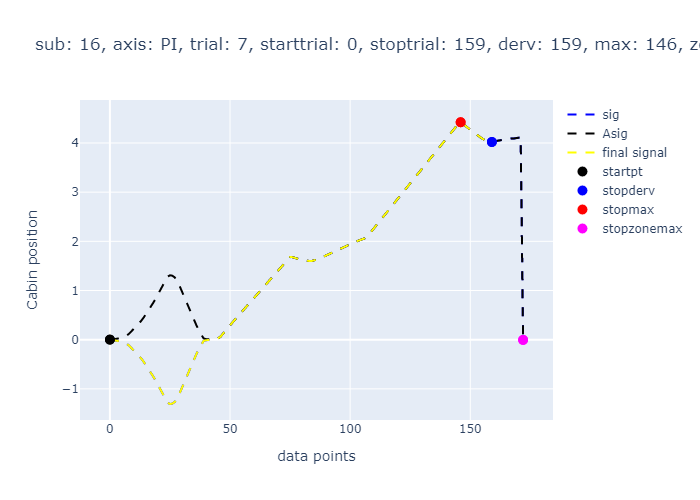 sub: 16, axis: PI, trial: 7, starttrial: 0, stoptrial: 159, derv: 159, max: 146,
sig
Asig
final signal
startpt
stopderv
stopmax
stopzonemax
Cabin position
4
3
2
1
0
−1
0
50
100
150
data points